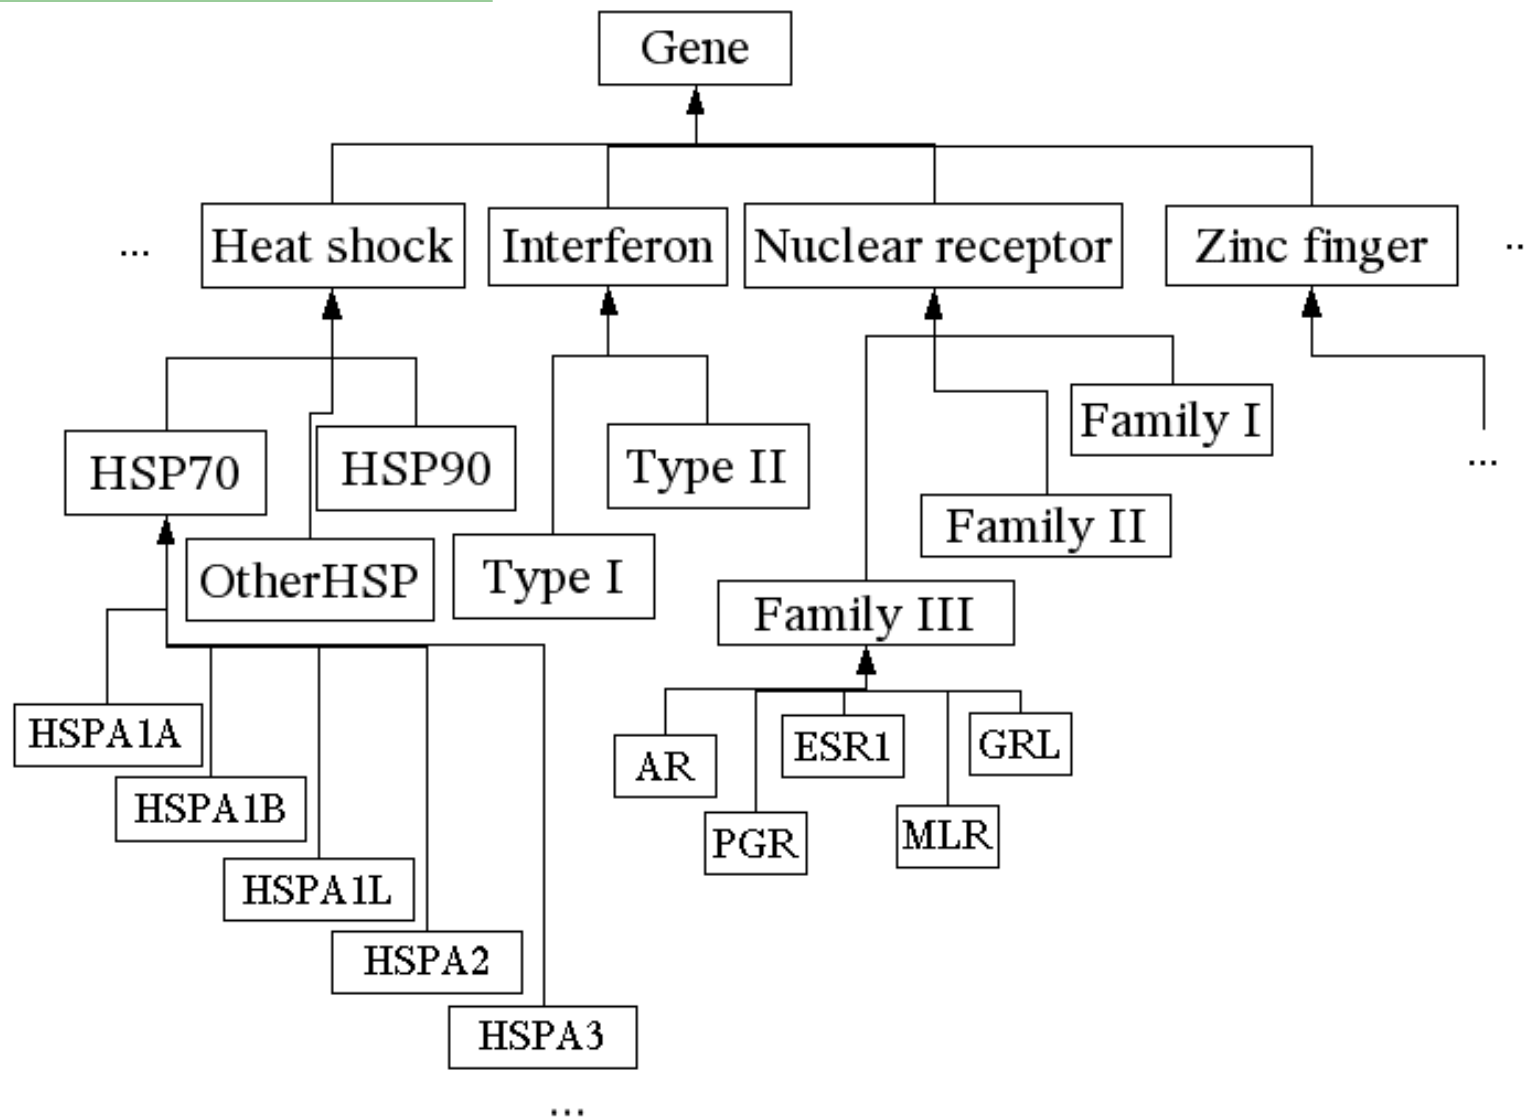 Gene
...
Heat shock
Interferon
Nuclear receptor
Zinc finger
..
HSP70
HSP90
OtherHSP
Type II
Type I
Family I
Family II
Family III
...
HSPA1A
HSPA1B
HSPA1L
HSPA2
HSPA3
...
AR
PGR
ESR1
MLR
GRL